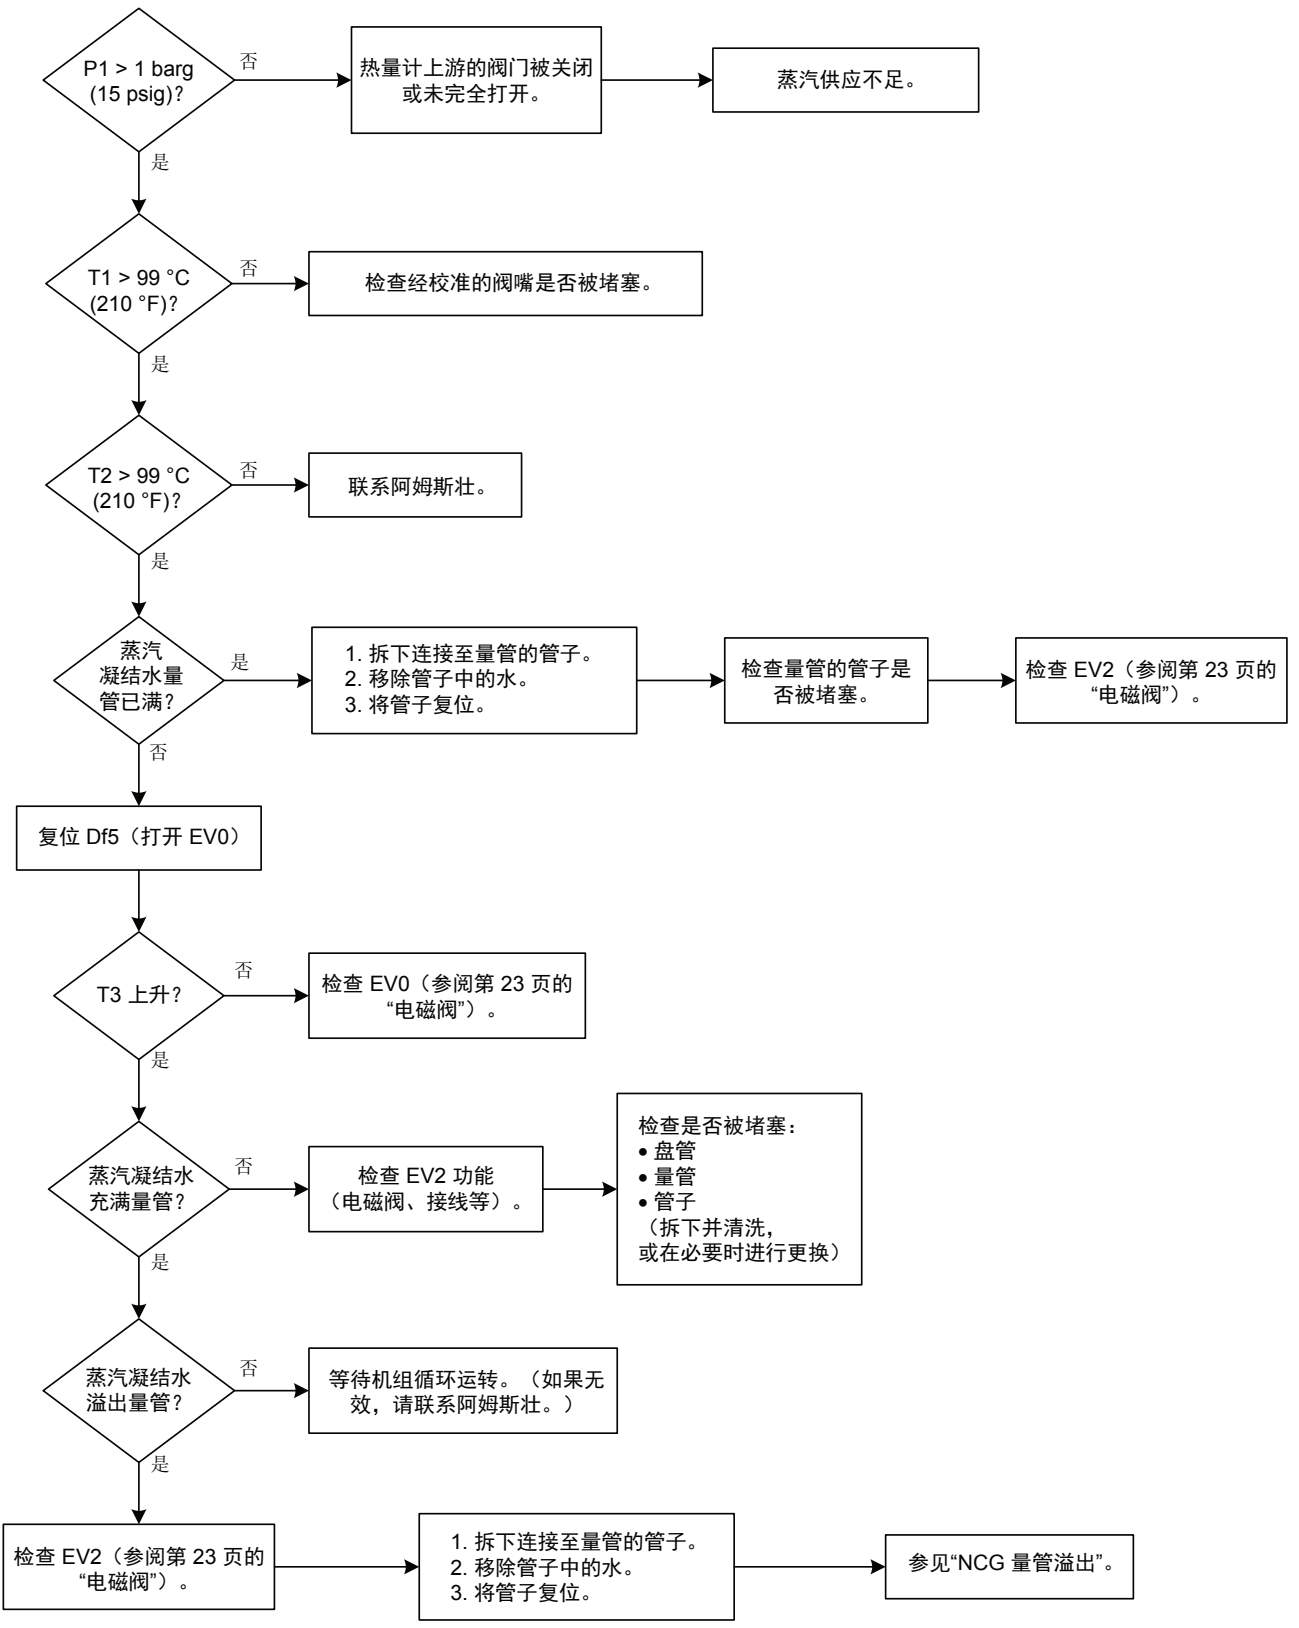 P1 > 1 barg
(15 psig)?
否
热量计上游的阀门被关闭
或未完全打开。
蒸汽供应不足。
是
T1 > 99 °C
(210 °F)?
否
检查经校准的阀嘴是否被堵塞。
是
T2 > 99 °C
(210 °F)?
否
联系阿姆斯壮。
是
蒸汽
凝结水量
管已满?
是
1. 拆下连接至量管的管子。
2. 移除管子中的水。
3. 将管子复位。
检查量管的管子是
否被堵塞。
检查 EV2（参阅第 23 页的
“电磁阀”）。
否
复位 Df5（打开 EV0）
T3 上升?
否
检查 EV0（参阅第 23 页的
“电磁阀”）。
是
蒸汽凝结水
充满量管?
否
检查 EV2 功能
（电磁阀、接线等）。
检查是否被堵塞：
• 盘管
• 量管
• 管子
（拆下并清洗，
或在必要时进行更换）
是
蒸汽凝结水
溢出量管?
否
等待机组循环运转。（如果无
效，请联系阿姆斯壮。）
是
检查 EV2（参阅第 23 页的
“电磁阀”）。
1. 拆下连接至量管的管子。
2. 移除管子中的水。
3. 将管子复位。
参见“NCG 量管溢出”。